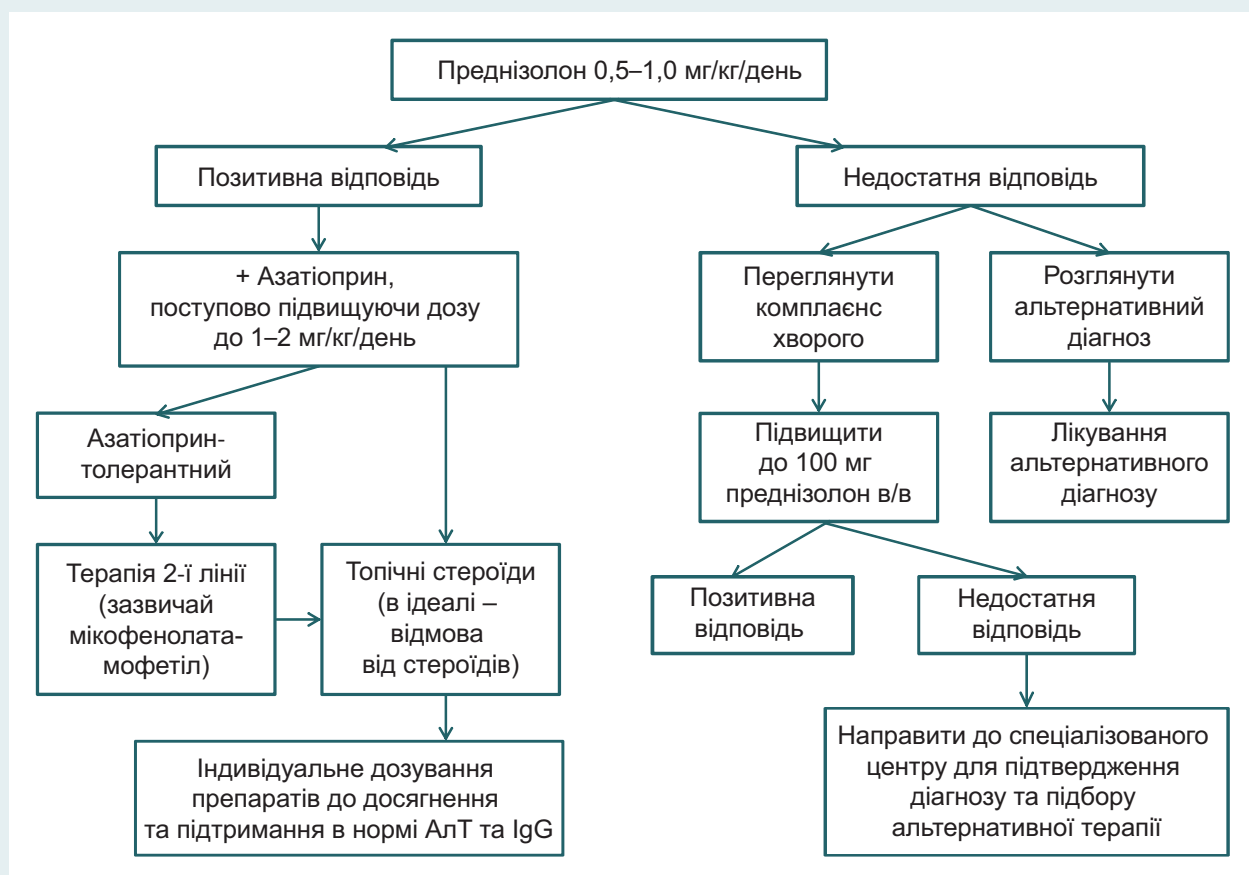 Преднізолон 0,5–1,0 мг/кг/день
Позитивна відповідь
Недостатня відповідь
+ Азатіоприн,
поступово підвищуючи дозу
до 1–2 мг/кг/день
Переглянути
комплаєнс
хворого
Розглянути
альтернативний
діагноз
Азатіоприн-
толерантний
Підвищити
до 100 мг
преднізолон в/в
Лікування
альтернативного
діагнозу
Терапія 2-ї лінії
(зазвичай
мікофенолата-
мофетіл)
Топічні стероїди
(в ідеалі –
відмова
від стероїдів)
Позитивна
відповідь
Недостатня
відповідь
Індивідуальне дозування
препаратів до досягнення
та підтримання в нормі АлТ та IgG
Направити до спеціалізованого
центру для підтвердження
діагнозу та підбору
альтернативної терапії